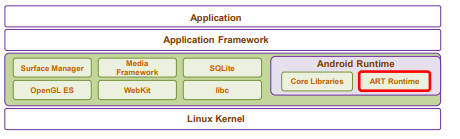 Application
Application Framework
Surface Manager
Media
Framework
SQLite
Android Runtime
Core Libraries
ART Runtime
OpenGL ES
WebKit
libc
Linux Kernel